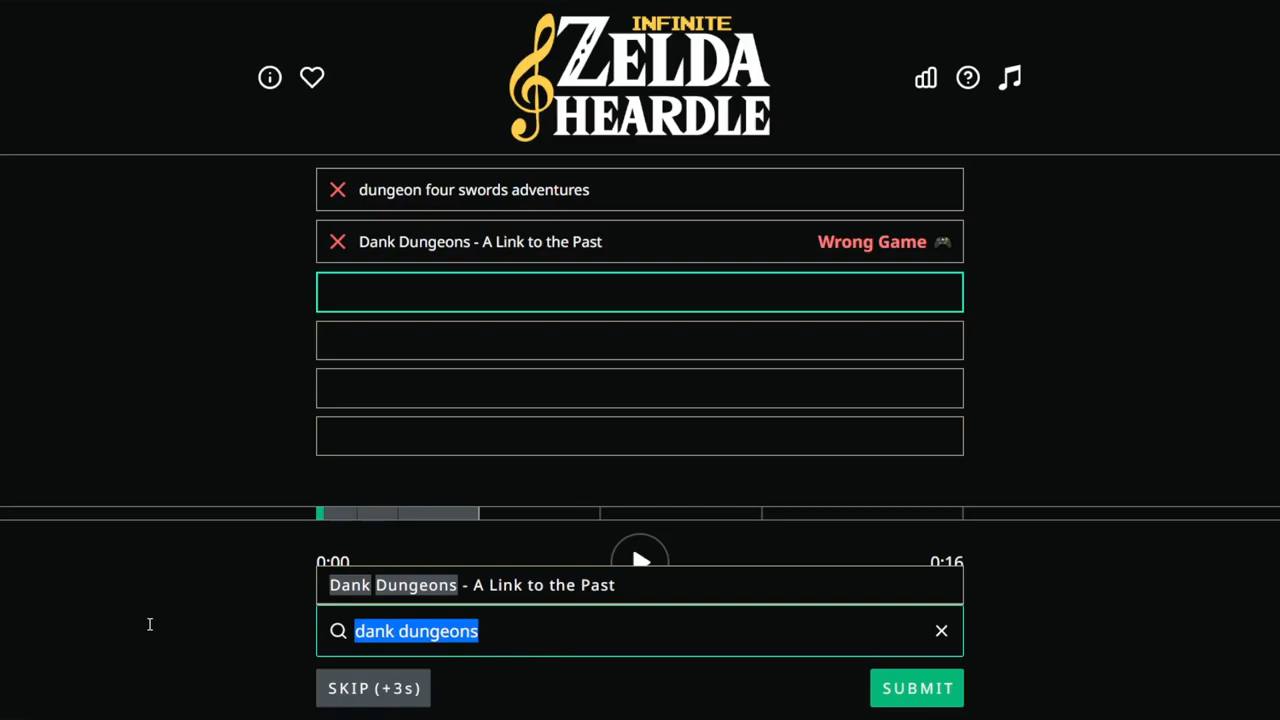 INFINITE
ZELDA
HEARDLE
dungeon four swords adventures
Dank Dungeons - A Link to the Past Wrong Game
0:00 0:16
Dank Dungeons - A Link to the Past
dank dungeons
SKIP (+3s) SUBMIT